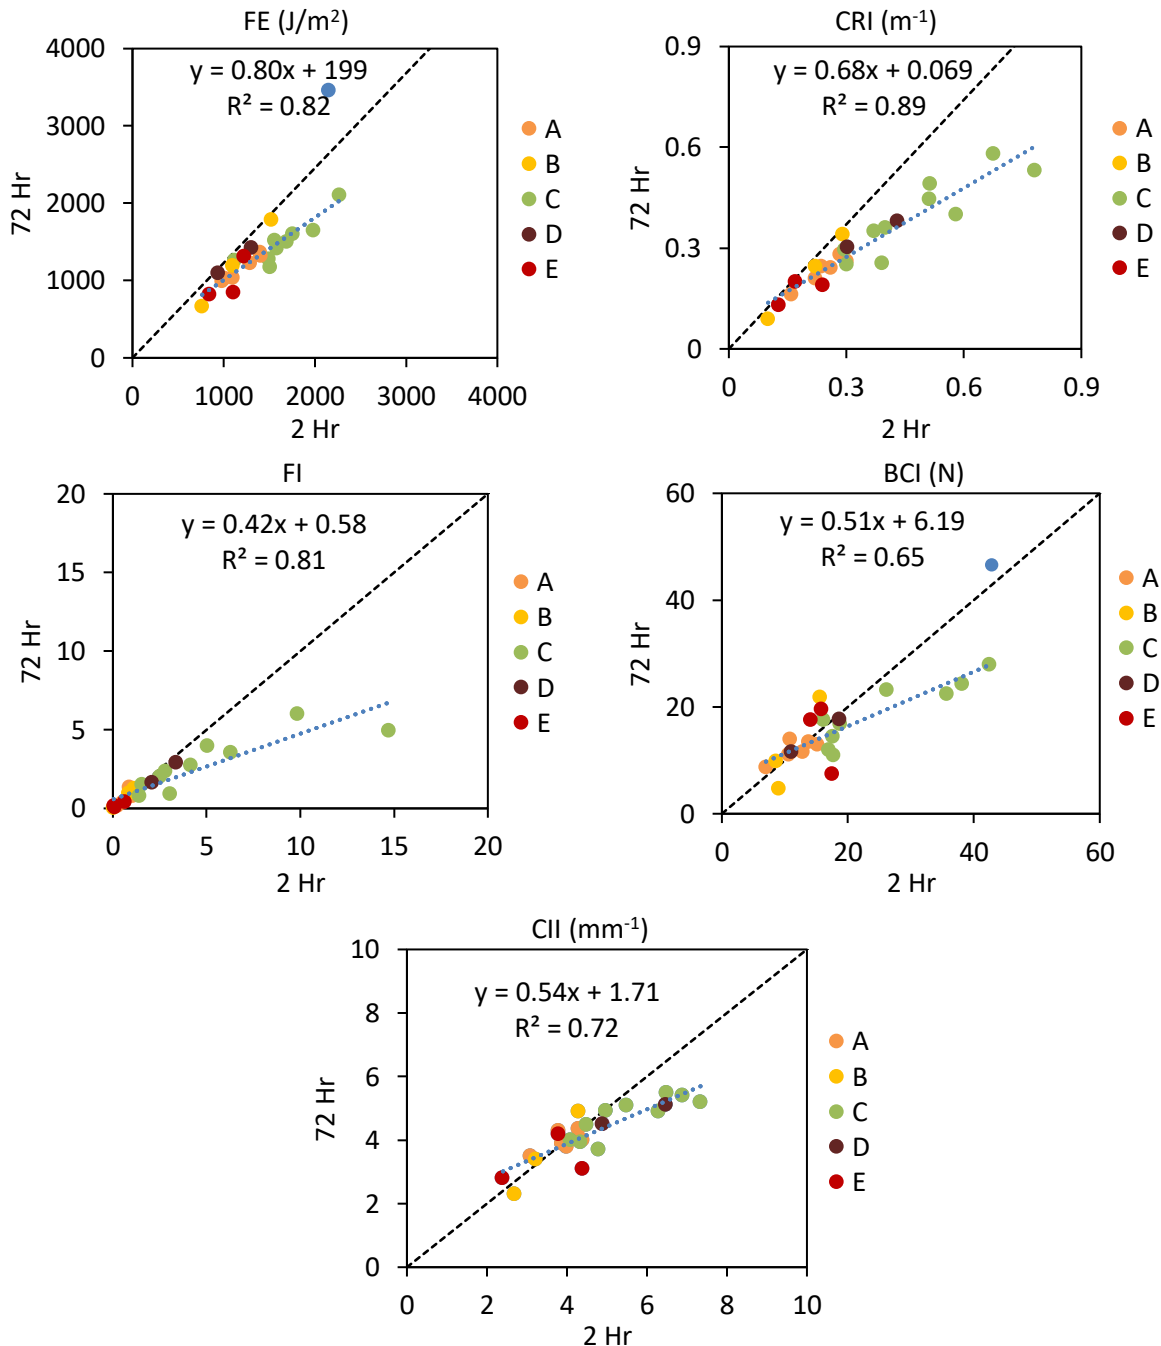 FE (J/m²)
y = 0.80x + 199
R² = 0.82
4000
3000
2000
1000
0
0 1000 2000 3000 4000
72 Hr
2 Hr
A
B
C
D
E
CRI (m⁻¹)
y = 0.68x + 0.069
R² = 0.89
0.9
0.6
0.3
0
0 0.3 0.6 0.9
72 Hr
2 Hr
A
B
C
D
E
FI
y = 0.42x + 0.58
R² = 0.81
20
15
10
5
0
0 5 10 15 20
72 Hr
2 Hr
A
B
C
D
E
BCI (N)
y = 0.51x + 6.19
R² = 0.65
60
40
20
0
0 20 40 60
72 Hr
2 Hr
A
B
C
D
E
CII (mm⁻¹)
y = 0.54x + 1.71
R² = 0.72
10
8
6
4
2
0
0 2 4 6 8 10
72 Hr
2 Hr
A
B
C
D
E